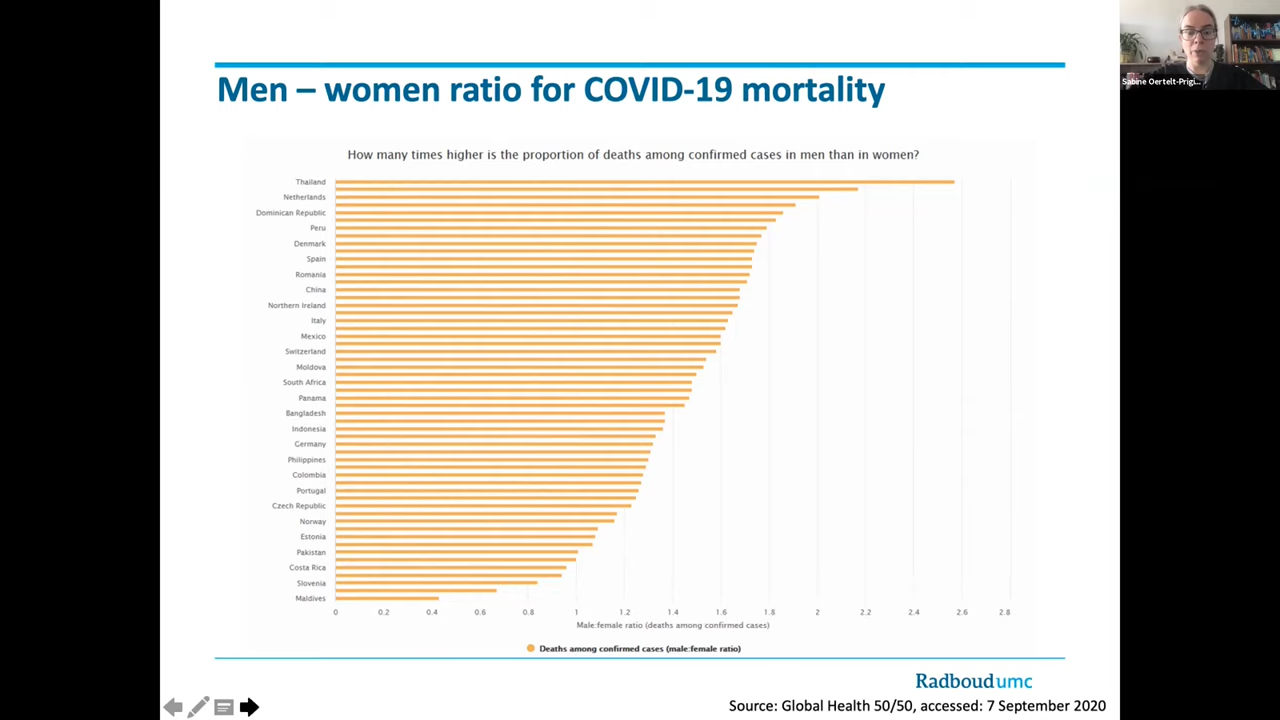 Sabine Oertelt-Prigi...
Men – women ratio for COVID-19 mortality
How many times higher is the proportion of deaths among confirmed cases in men than in women?
Thailand
Netherlands
Dominican Republic
Peru
Denmark
Spain
Romania
China
Northern Ireland
Italy
Mexico
Switzerland
Moldova
South Africa
Panama
Bangladesh
Indonesia
Germany
Philippines
Colombia
Portugal
Czech Republic
Norway
Estonia
Pakistan
Costa Rica
Slovenia
Maldives
0 0.2 0.4 0.6 0.8 1 1.2 1.4 1.6 1.8 2 2.2 2.4 2.6 2.8
Male:female ratio (deaths among confirmed cases)
Deaths among confirmed cases (male:female ratio)
Radboudumc
Source: Global Health 50/50, accessed: 7 September 2020